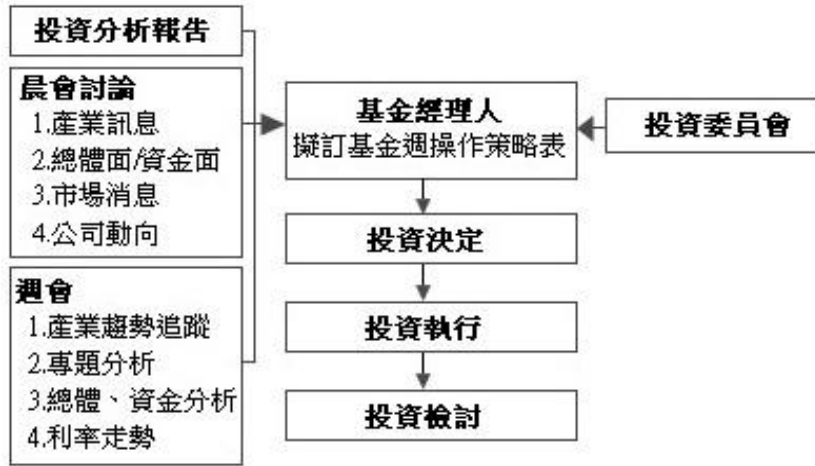 投資分析報告
晨會討論
1.產業訊息
2.總體面/資金面
3.市場消息
4.公司動向
週會
1.產業趨勢追蹤
2.專題分析
3.總體、資金分析
4.利率走勢
基金經理人
擬訂基金週操作策略表
投資委員會
投資決定
投資執行
投資檢討